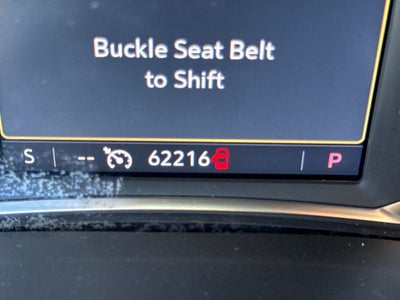 Buckle Seat Belt
to Shift
S -- 62216 P